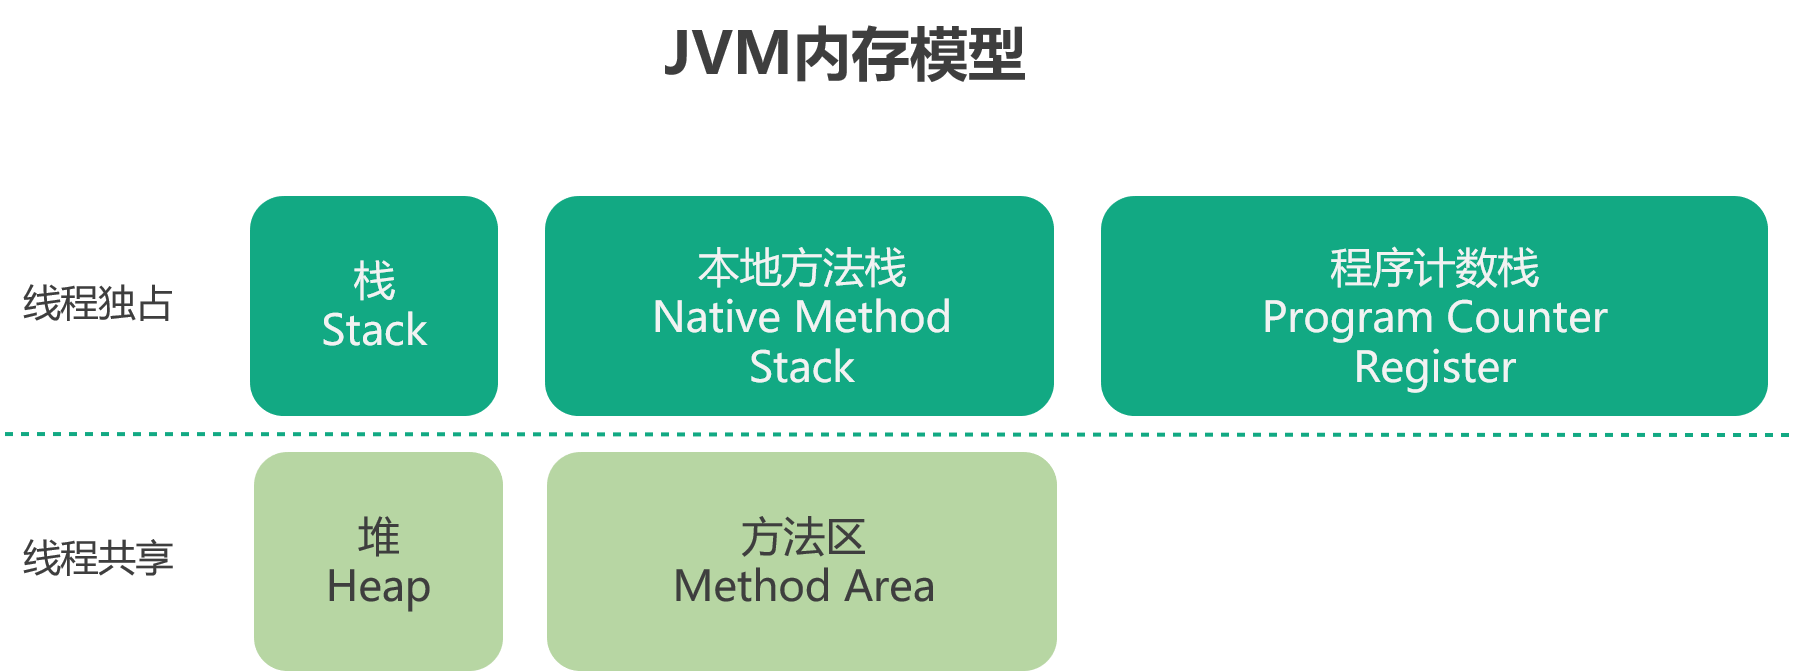 JVM内存模型
线程独占
栈
Stack
本地方法栈
Native Method
Stack
程序计数栈
Program Counter
Register
线程共享
堆
Heap
方法区
Method Area